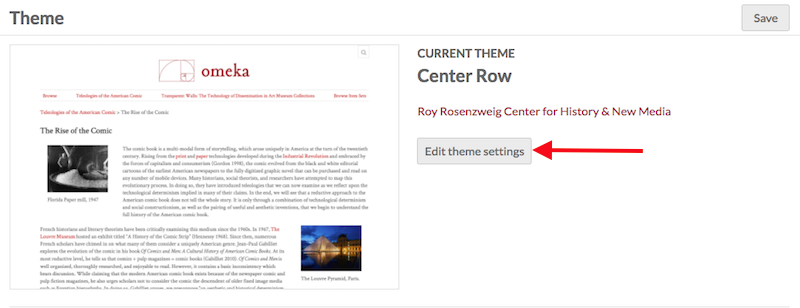 Theme
Save
omeka
Browse
Teleologies of the American Comic
Transparent Walls: The Technology of Dissemination in Art Museum Collections
Browse Item Sets
Teleologies of the American Comic > The Rise of the Comic
The Rise of the Comic
The comic book is a multi-modal form of storytelling, which arose uniquely in America at the turn of the twentieth
century. Rising from the print and paper technologies developed during the Industrial Revolution and embraced by
the forces of capitalism and consumerism (Gordon 1998), the comic evolved from the black and white editorial
cartoons of the earliest American newspapers to the fully digitized graphic novel that can be purchased and read on
any number of mobile devices. Many historians, social theorists, and researchers have attempted to map this
evolutionary process. In doing so, they have introduced teleologies that we can now examine as we reflect upon the
technological determinism implied in many of their claims. In the end, we will see that a reductive approach to the
American comic book does not tell the whole story. It is only through a combination of technological determinism
and social constructionism, as well as the pairing of useful and aesthetic inventions, that we begin to understand the
full history of the American comic book.
Florida Paper mill, 1947
French historians and literary theorists have been critically examining this medium since the 1960s. In 1967, The
Louvre Museum hosted an exhibit titled "A History of the Comic Strip" (Hennessy 1968). Since then, numerous
French scholars have chimed in on what many of them consider a uniquely American genre. Jean-Paul Gabilliet
explores the evolution of the comic in his book Of Comics and Men: A Cultural History of American Comic Books. At its
most reductive level, he tells us that comics + pulp magazines = comic books (2010). Of Comics and Men is
well organized, thoroughly researched, and enjoyable to read. However, it contains a basic inconsistency which
bears discussion. While claiming that the modern American comic book exists because of the newspaper comic and
pulp fiction magazines, he also urges scholars not to consider the comic the descendent of older fixed image media
The Louvre Pyramid, Paris.
CURRENT THEME
Center Row
Roy Rosenzweig Center for History & New Media
Edit theme settings